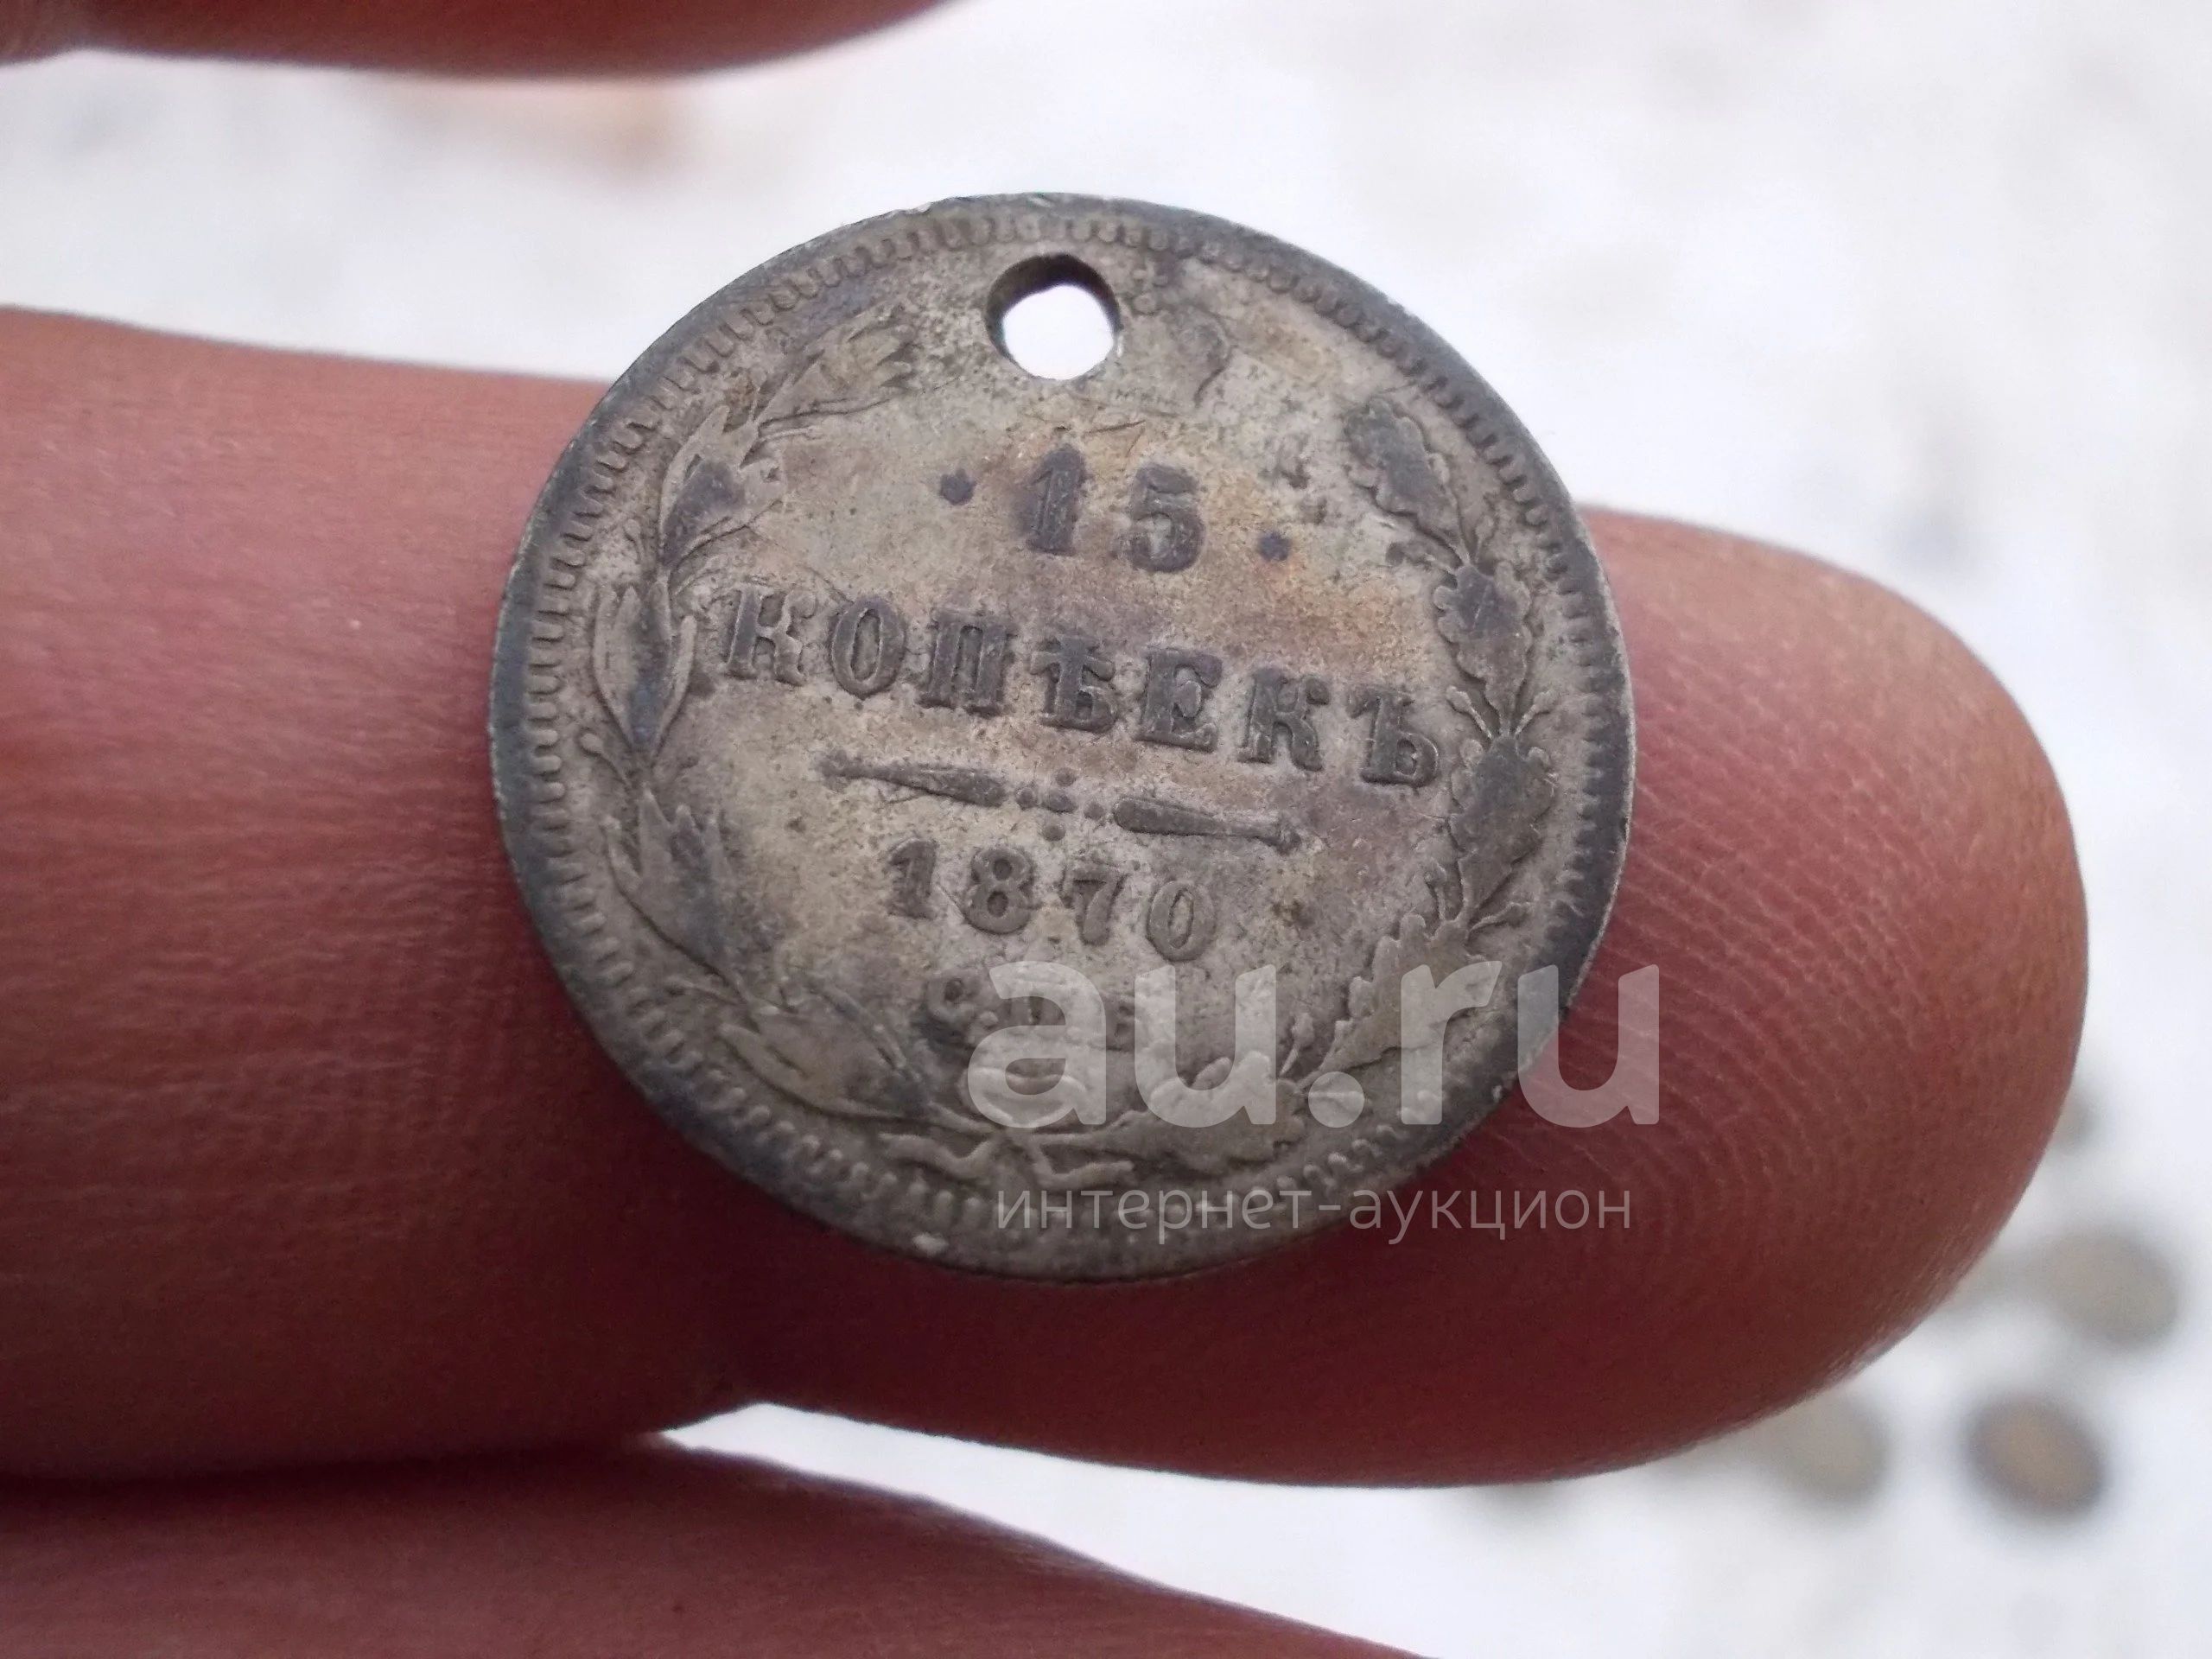 · 15 ·
КОПѢЕКЪ
1870
С.П.Б.
au.ru
интернет-аукцион